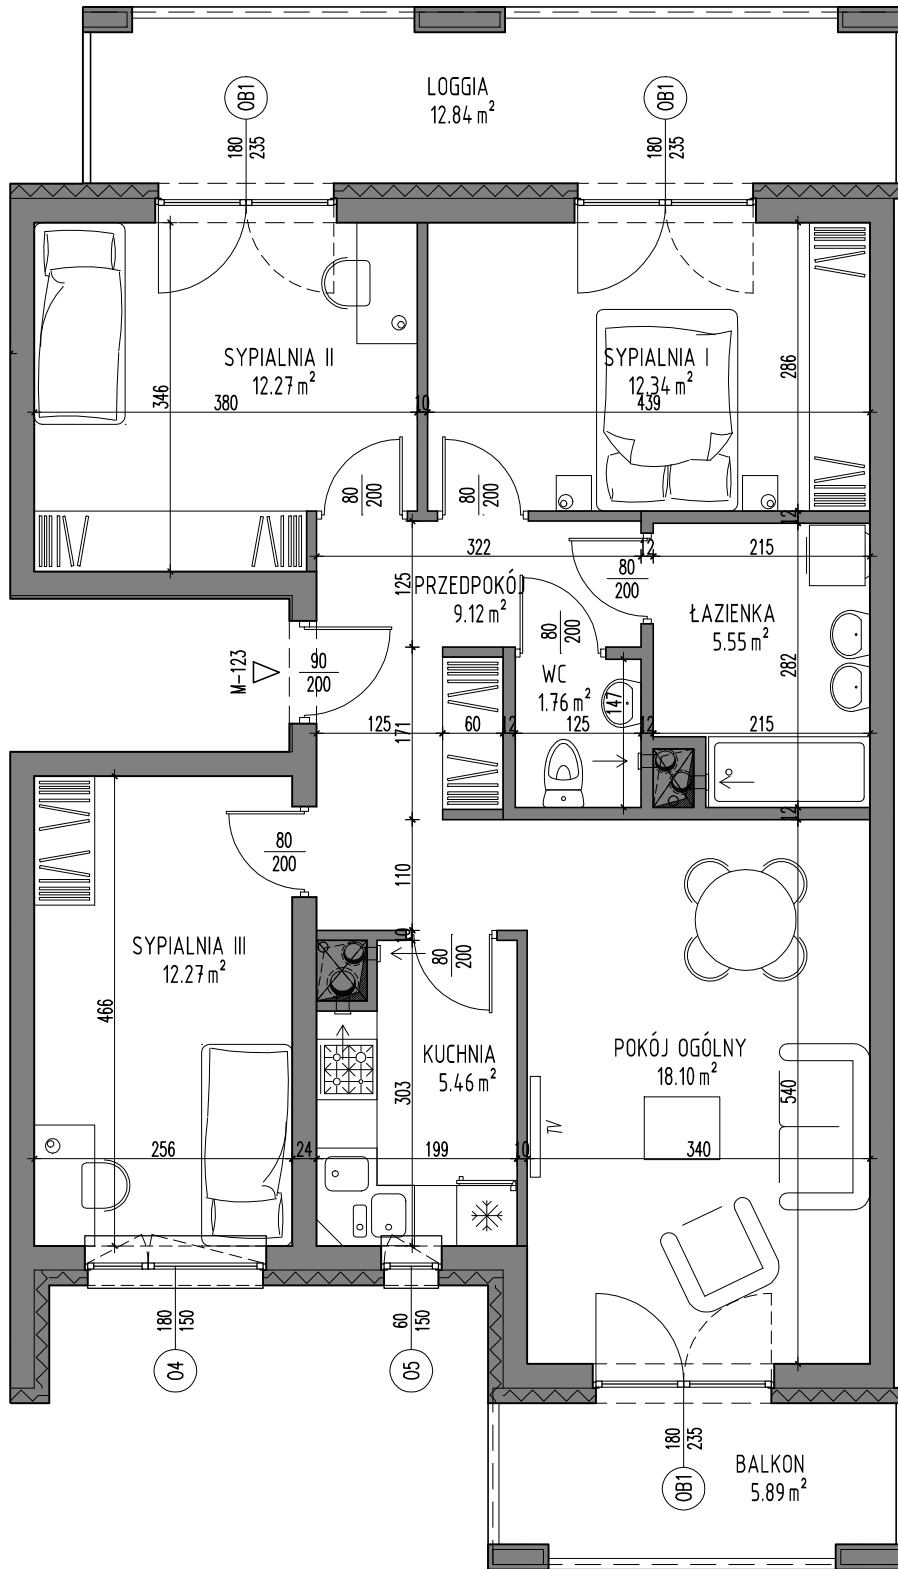 LOGGIA
12.84 m²
OB1
OB1
180
235
180
235
SYPIALNIA II
12.27 m²
SYPIALNIA I
12.34 m²
346
380
10
439
286
80
200
80
200
12
322
12
215
125
PRZEDPOKÓJ
9.12 m²
80
200
80
200
ŁAZIENKA
5.55 m²
M-123
90
200
WC
1.76 m²
147
282
125
171
60
12
125
12
215
12
80
200
110
SYPIALNIA III
12.27 m²
10
80
200
466
KUCHNIA
5.46 m²
POKÓJ OGÓLNY
18.10 m²
303
540
TV
256
24
199
10
340
180
150
60
150
O4
O5
180
235
OB1
BALKON
5.89 m²